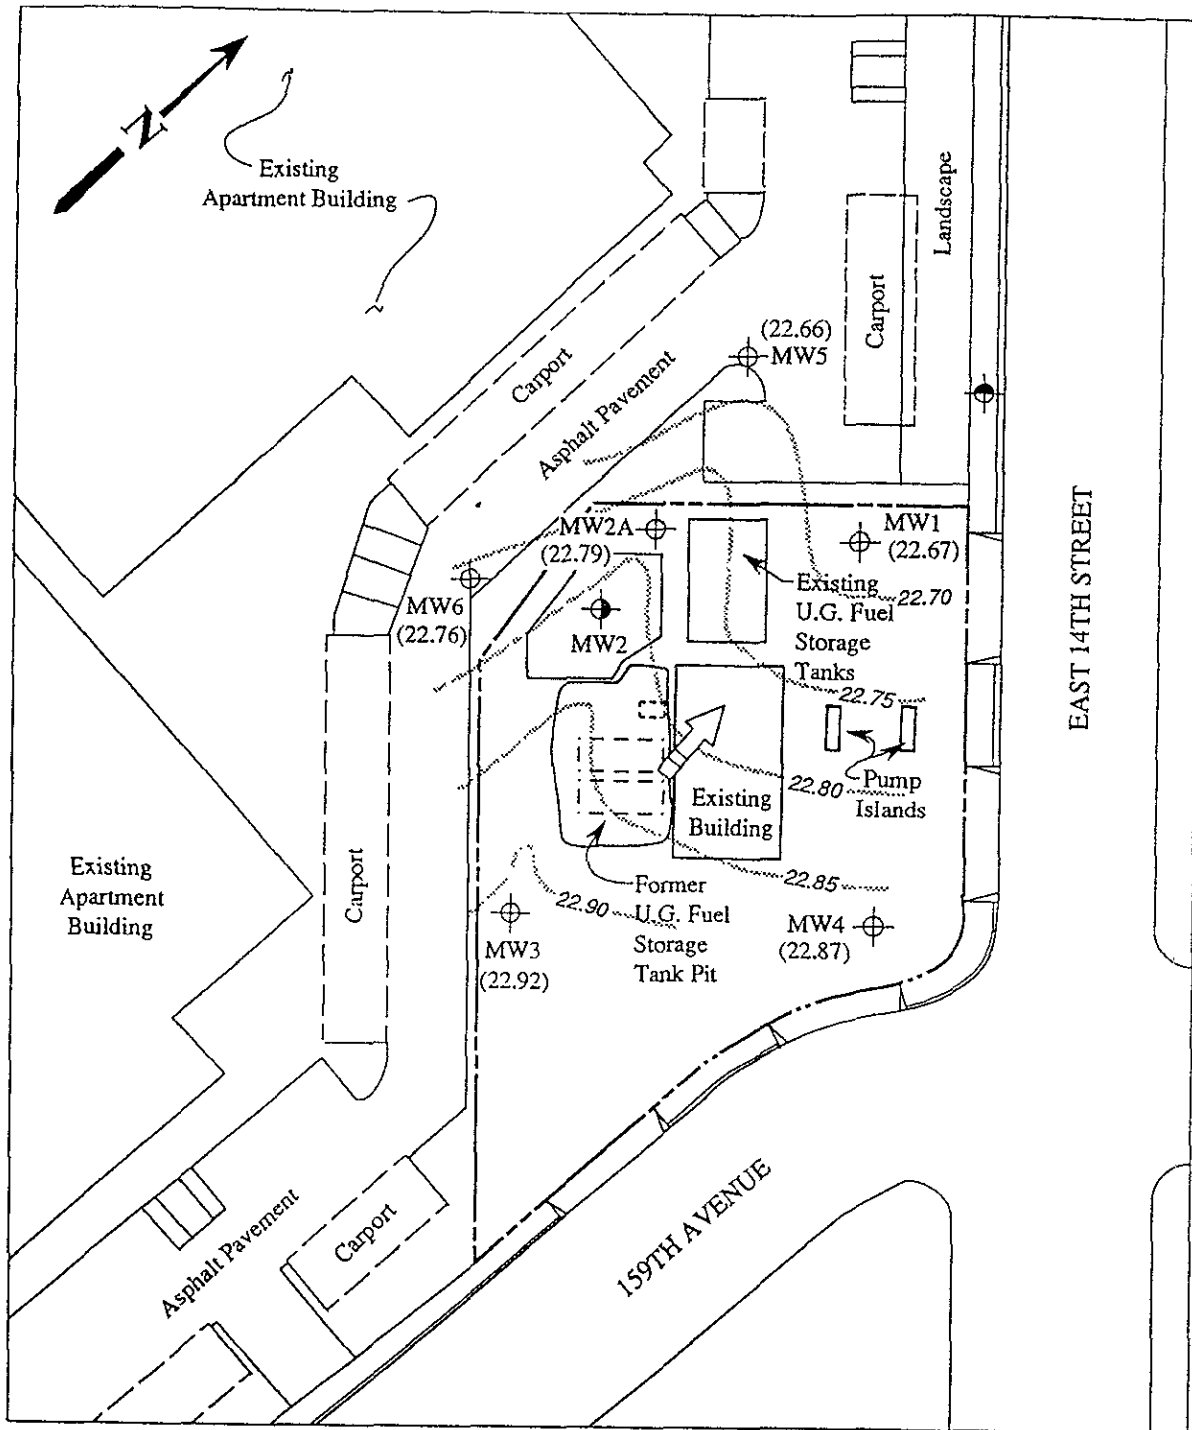 N
Existing
Apartment Building
Landscape
Carport
(22.66)
MW5
Carport
Asphalt Pavement
MW2A
(22.79)
MW1
(22.67)
Existing
U.G. Fuel
Storage
Tanks
22.70
EAST 14TH STREET
MW6
(22.76)
MW2
22.75
22.80
Pump
Islands
Existing
Building
Existing
Apartment
Building
Carport
22.85
22.90
Former
U.G. Fuel
Storage
Tank Pit
MW3
(22.92)
MW4
(22.87)
159TH AVENUE
Asphalt Pavement
Carport